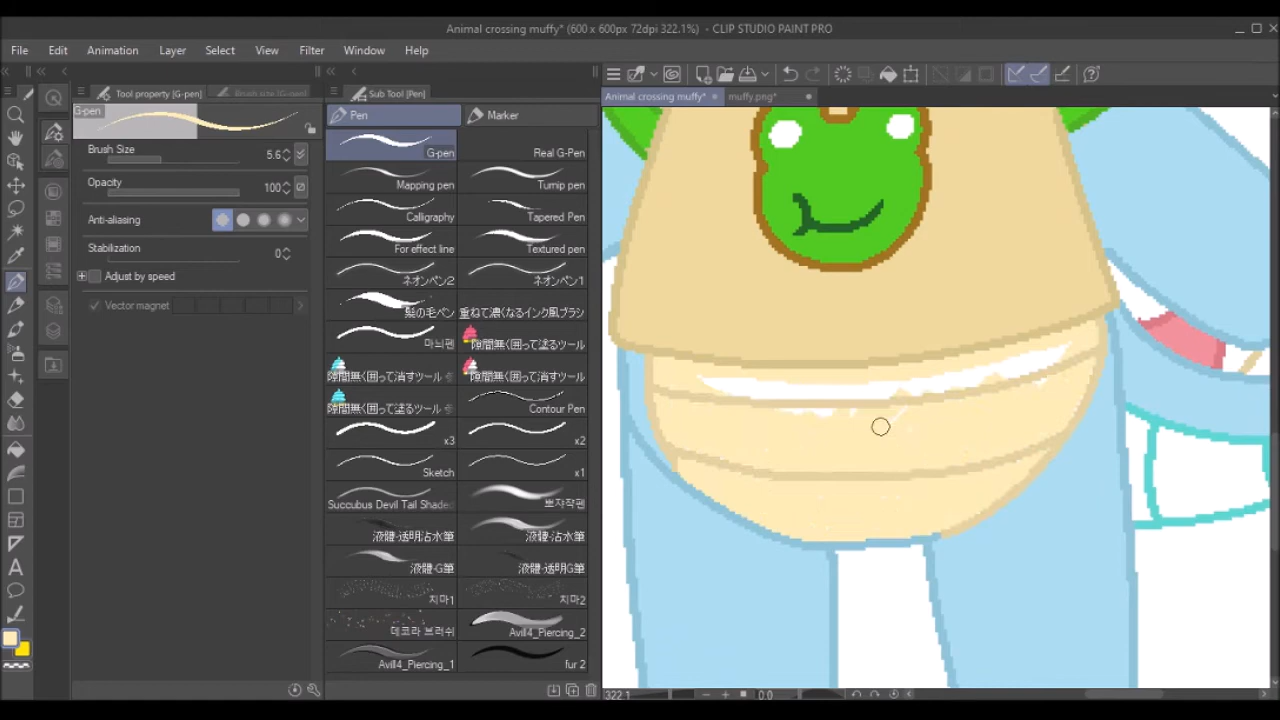 Animal crossing muffy* (600 x 600px 72dpi 322.1%) - CLIP STUDIO PAINT PRO
File Edit Animation Layer Select View Filter Window Help
Tool property [G-pen] Brush size [G-pen] Sub Tool [Pen] Animal crossing muffy* muffy.png*
G-pen
Pen Marker
Brush Size 5.6
Opacity 100
Anti-aliasing
Stabilization 0
Adjust by speed
Vector magnet
G-pen Real G-Pen
Mapping pen Turnip pen
Calligraphy Tapered Pen
For effect line Textured pen
ネオンペン2 ネオンペン1
髪の毛ペン 重ねて濃くなるインク風ブラシ
마늬펜 隙間無く囲って塗るツール
隙間無く囲って消すツール 隙間無く囲って消すツール
隙間無く囲って塗るツール Contour Pen
x3 x2
Sketch x1
Succubus Devil Tail Shade 뽀쟈작펜
液體·透明沾水筆 液體·沾水筆
液體·G筆 液體·透明G筆
치마1 치마2
데코라 브러쉬 Avill4_Piercing_2
Avill4_Piercing_1 fur 2
322.1 0.0